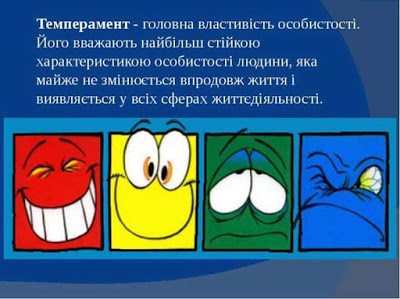 Темперамент - головна властивість особистості.
Його вважають найбільш стійкою
характеристикою особистості людини, яка
майже не змінюється впродовж життя і
виявляється у всіх сферах життєдіяльності.